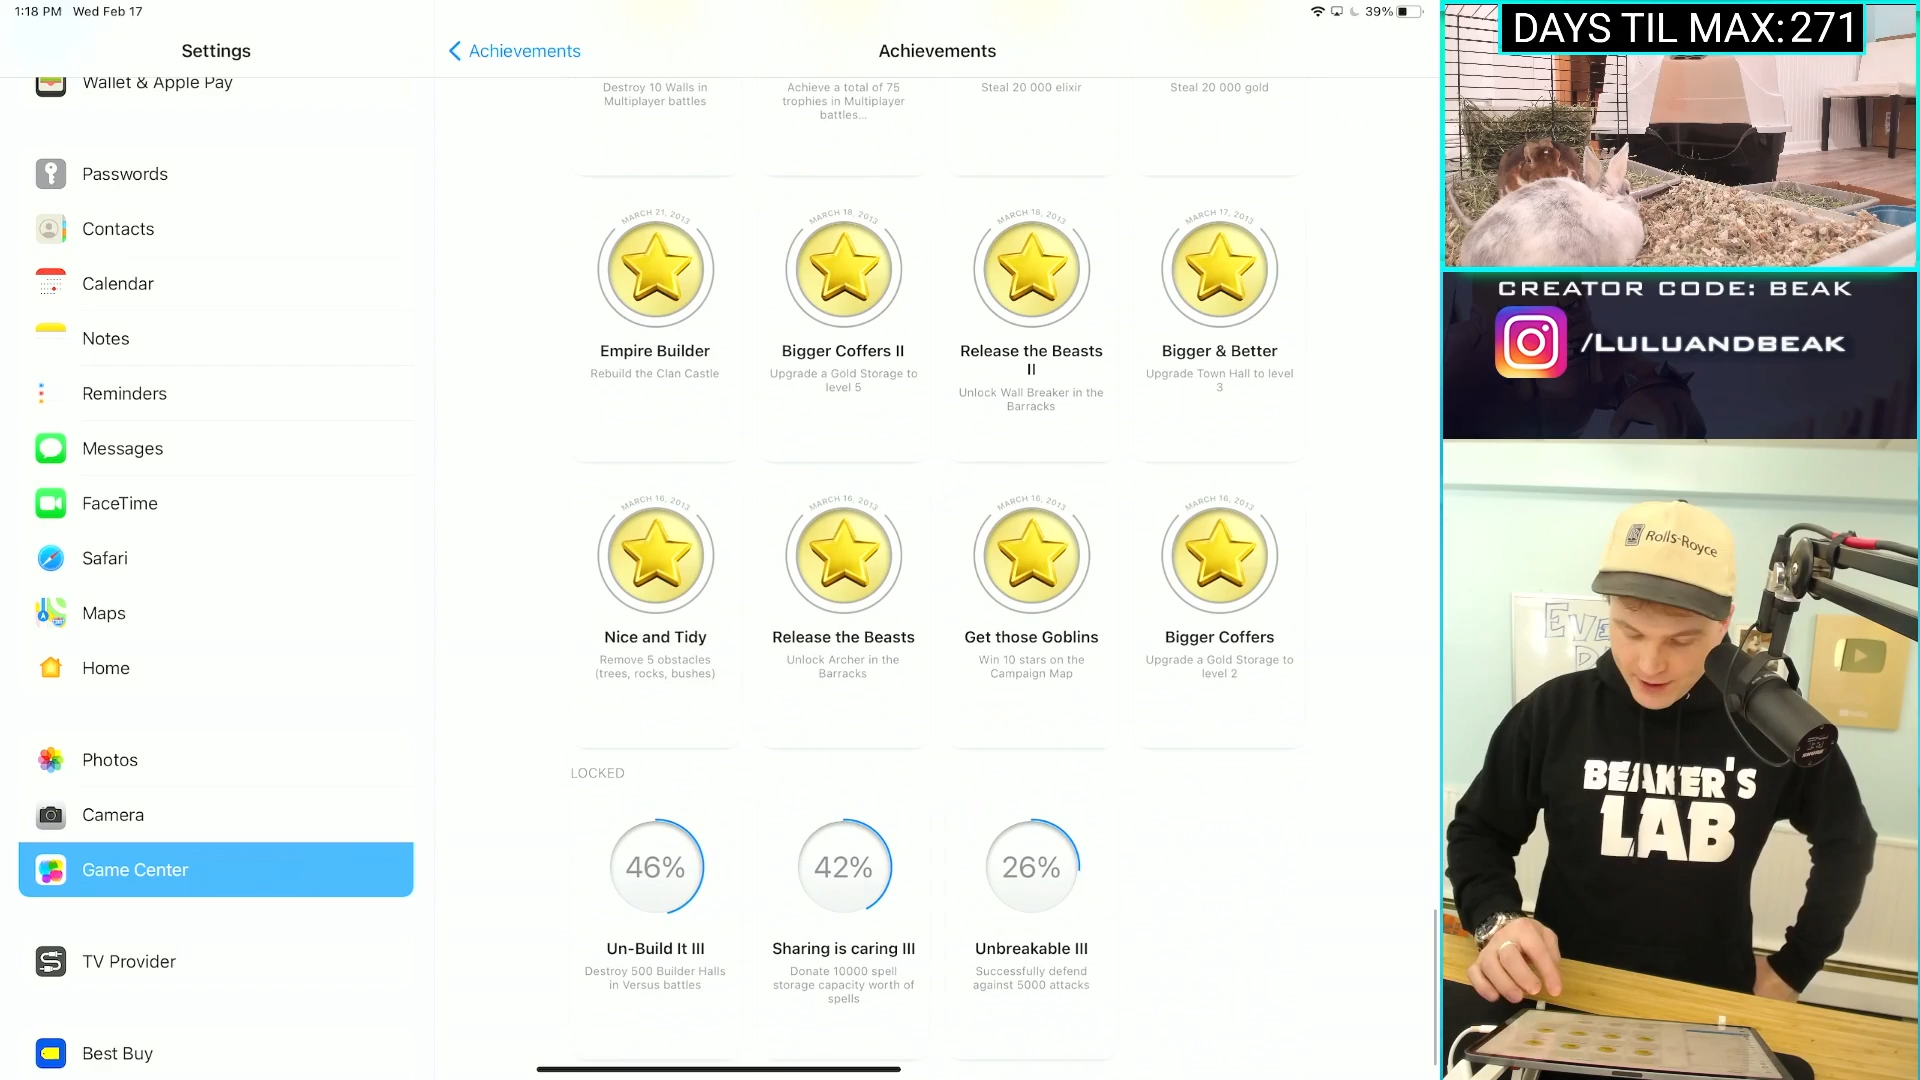 1:18 PM Wed Feb 17
39%
DAYS TIL MAX: 271
Settings
Achievements
Achievements
Wallet & Apple Pay
Passwords
Contacts
Calendar
Notes
Reminders
Messages
FaceTime
Safari
Maps
Home
Photos
Camera
Game Center
TV Provider
Best Buy
Destroy 10 Walls in
Multiplayer battles
Achieve a total of 75
trophies in Multiplayer
battles...
Steal 20 000 elixir
Steal 20 000 gold
MARCH 21, 2013
Empire Builder
Rebuild the Clan Castle
MARCH 18, 2013
Bigger Coffers II
Upgrade a Gold Storage to
level 5
MARCH 18, 2013
Release the Beasts
II
Unlock Wall Breaker in the
Barracks
MARCH 17, 2013
Bigger & Better
Upgrade Town Hall to level
3
MARCH 16, 2013
Nice and Tidy
Remove 5 obstacles
(trees, rocks, bushes)
MARCH 16, 2013
Release the Beasts
Unlock Archer in the
Barracks
MARCH 16, 2013
Get those Goblins
Win 10 stars on the
Campaign Map
MARCH 16, 2013
Bigger Coffers
Upgrade a Gold Storage to
level 2
LOCKED
46%
Un-Build It III
Destroy 500 Builder Halls
in Versus battles
42%
Sharing is caring III
Donate 10000 spell
storage capacity worth of
spells
26%
Unbreakable III
Successfully defend
against 5000 attacks
CREATOR CODE: BEAK
/LULUANDBEAK
Rolls-Royce
BEAKER'S
LAB